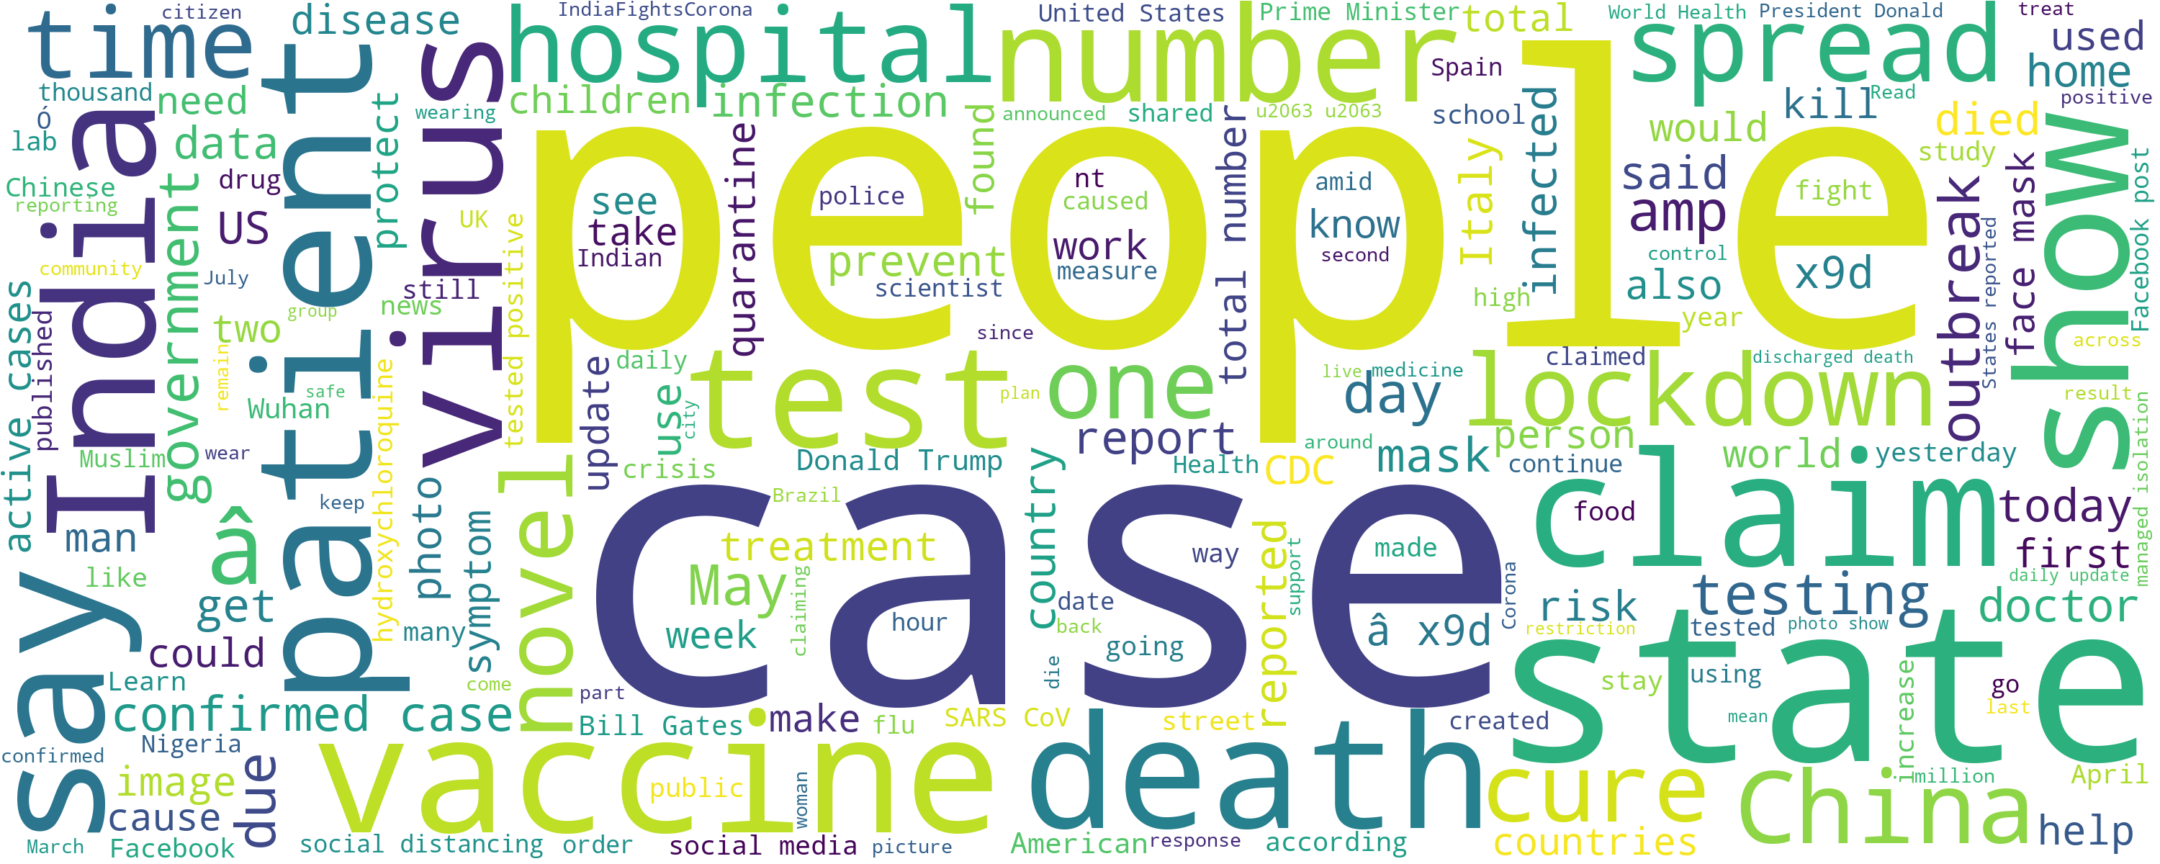 time
citizen
disease
IndiaFightsCorona
hospital
United States
number
Prime Minister
total
World Health
President Donald
spread
treat
used
home
thousand
need
Ó
lab
data
India
patient
protect
virus
wearing
children
infection
announced
shared
u2063 u2063
Spain
school
infected
kill
Read
positive
would
died
study
Chinese
reporting
drug
US
government
UK
people
see
take
Indian
quarantine
police
prevent
scientist
found
nt
caused
work
measure
total number
amid
know
second
Italy
high
said
amp
control
also
fight
x9d
year
outbreak
States reported
face mask
show
Facebook post
across
community
July
group
still
news
tested positive
since
active cases
published
two
remain
safe
Wuhan
hydroxychloroquine
Muslim
wear
keep
update
daily
use
city
crisis
test
plan
one
report
live
medicine
day
around
claimed
discharged death
lockdown
person
result
managed isolation
Donald Trump
Brazil
country
Health
CDC
mask
continue
world
yesterday
man
like
â
get
could
photo
many
symptom
novel
case
treatment
May
week
claiming
hour
way
date
back
going
die
reported
support
made
â x9d
Corona
food
claim
today
first
daily update
doctor
risk
restriction
testing
tested
photo show
say
Learn
confirmed case
come
part
Bill Gates
make
flu
SARS CoV
street
created
state
stay
using
mean
increase
go
last
confirmed
Nigeria
image
due
cause
vaccine
public
woman
death
cure
countries
China
million
April
help
March
Facebook
social distancing
order
social media
picture
American
response
according